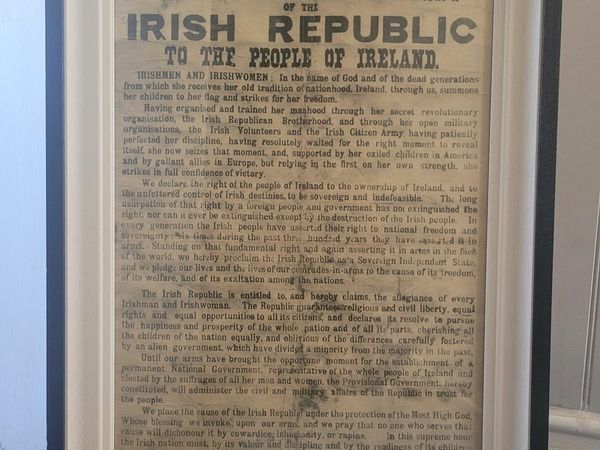 OF THE
IRISH REPUBLIC
TO THE PEOPLE OF IRELAND.
IRISHMEN AND IRISHWOMEN: In the name of God and of the dead generations
from which she receives her old tradition of nationhood, Ireland, through us, summons
her children to her flag and strikes for her freedom.
Having organised and trained her manhood through her secret revolutionary
organisation, the Irish Republican Brotherhood, and through her open military
organisations, the Irish Volunteers and the Irish Citizen Army, having patiently
perfected her discipline, having resolutely waited for the right moment to reveal
itself, she now seizes that moment, and, supported by her exiled children in America
and by gallant allies in Europe, but relying in the first on her own strength, she
strikes in full confidence of victory.
We declare the right of the people of Ireland to the ownership of Ireland, and to
the unfettered control of Irish destinies, to be sovereign and indefeasible. The long
usurpation of that right by a foreign people and government has not extinguished the
right, nor can it ever be extinguished except by the destruction of the Irish people. In
every generation the Irish people have asserted their right to national freedom and
sovereignty; six times during the past three hundred years they have asserted it in
arms. Standing on that fundamental right and again asserting it in arms in the face
of the world, we hereby proclaim the Irish Republic as a Sovereign Independent State,
and we pledge our lives and the lives of our comrades-in-arms to the cause of its freedom,
of its welfare, and of its exaltation among the nations.
The Irish Republic is entitled to, and hereby claims, the allegiance of every
Irishman and Irishwoman. The Republic guarantees religious and civil liberty, equal
rights and equal opportunities to all its citizens, and declares its resolve to pursue
the happiness and prosperity of the whole nation and of all its parts, cherishing all
the children of the nation equally, and oblivious of the differences carefully fostered
by an alien government, which have divided a minority from the majority in the past.
Until our arms have brought the opportune moment for the establishment of a
permanent National Government, representative of the whole people of Ireland and
elected by the suffrages of all her men and women, the Provisional Government, hereby
constituted, will administer the civil and military affairs of the Republic in trust for
the people.
We place the cause of the Irish Republic under the protection of the Most High God,
Whose blessing we invoke upon our arms, and we pray that no one who serves that
cause will dishonour it by cowardice, inhumanity, or rapine. In this supreme hour
the Irish nation must, by its valour and discipline and by the readiness of its children